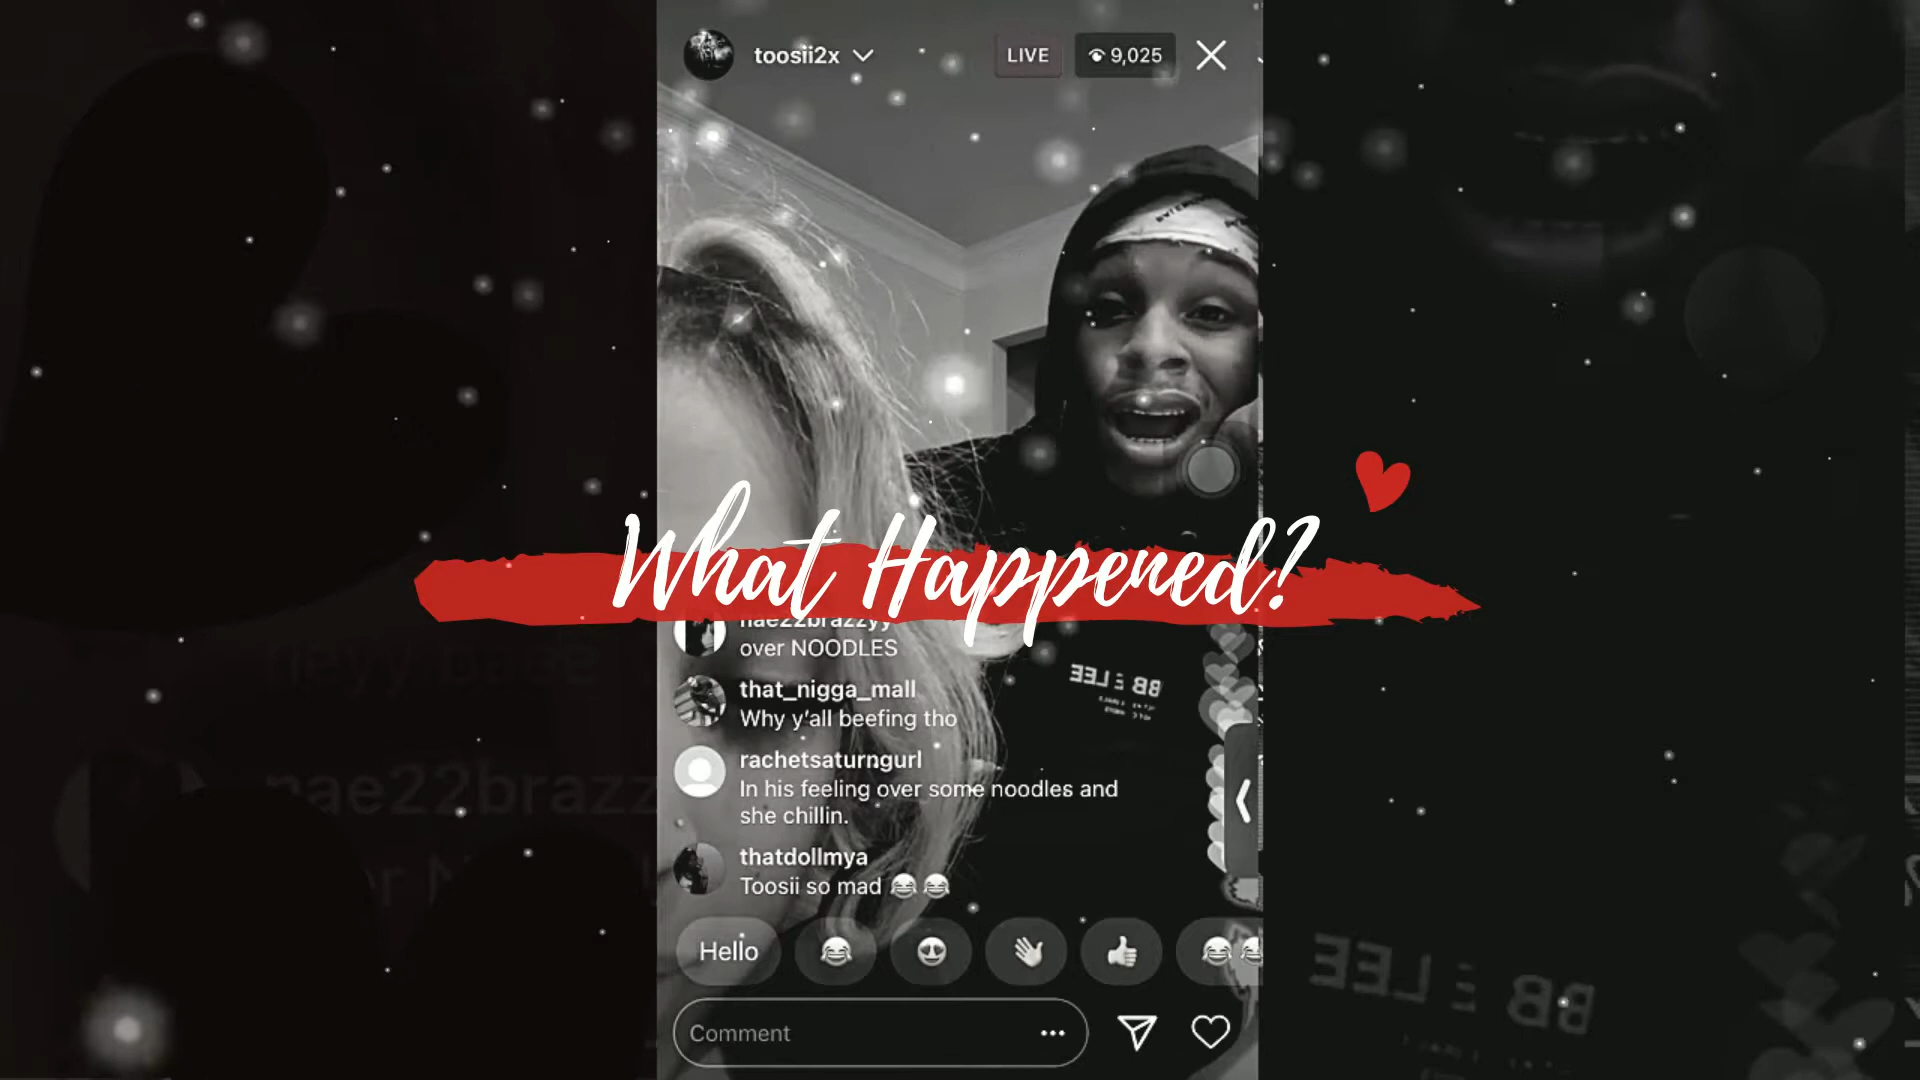 toosii2x
LIVE
9,025
What Happened?
nae22brazzyy
over NOODLES
that_nigga_mall
Why y'all beefing tho
rachetsaturngurl
In his feeling over some noodles and
she chillin.
thatdollmya
Toosii so mad 😂😂
Hello
Comment